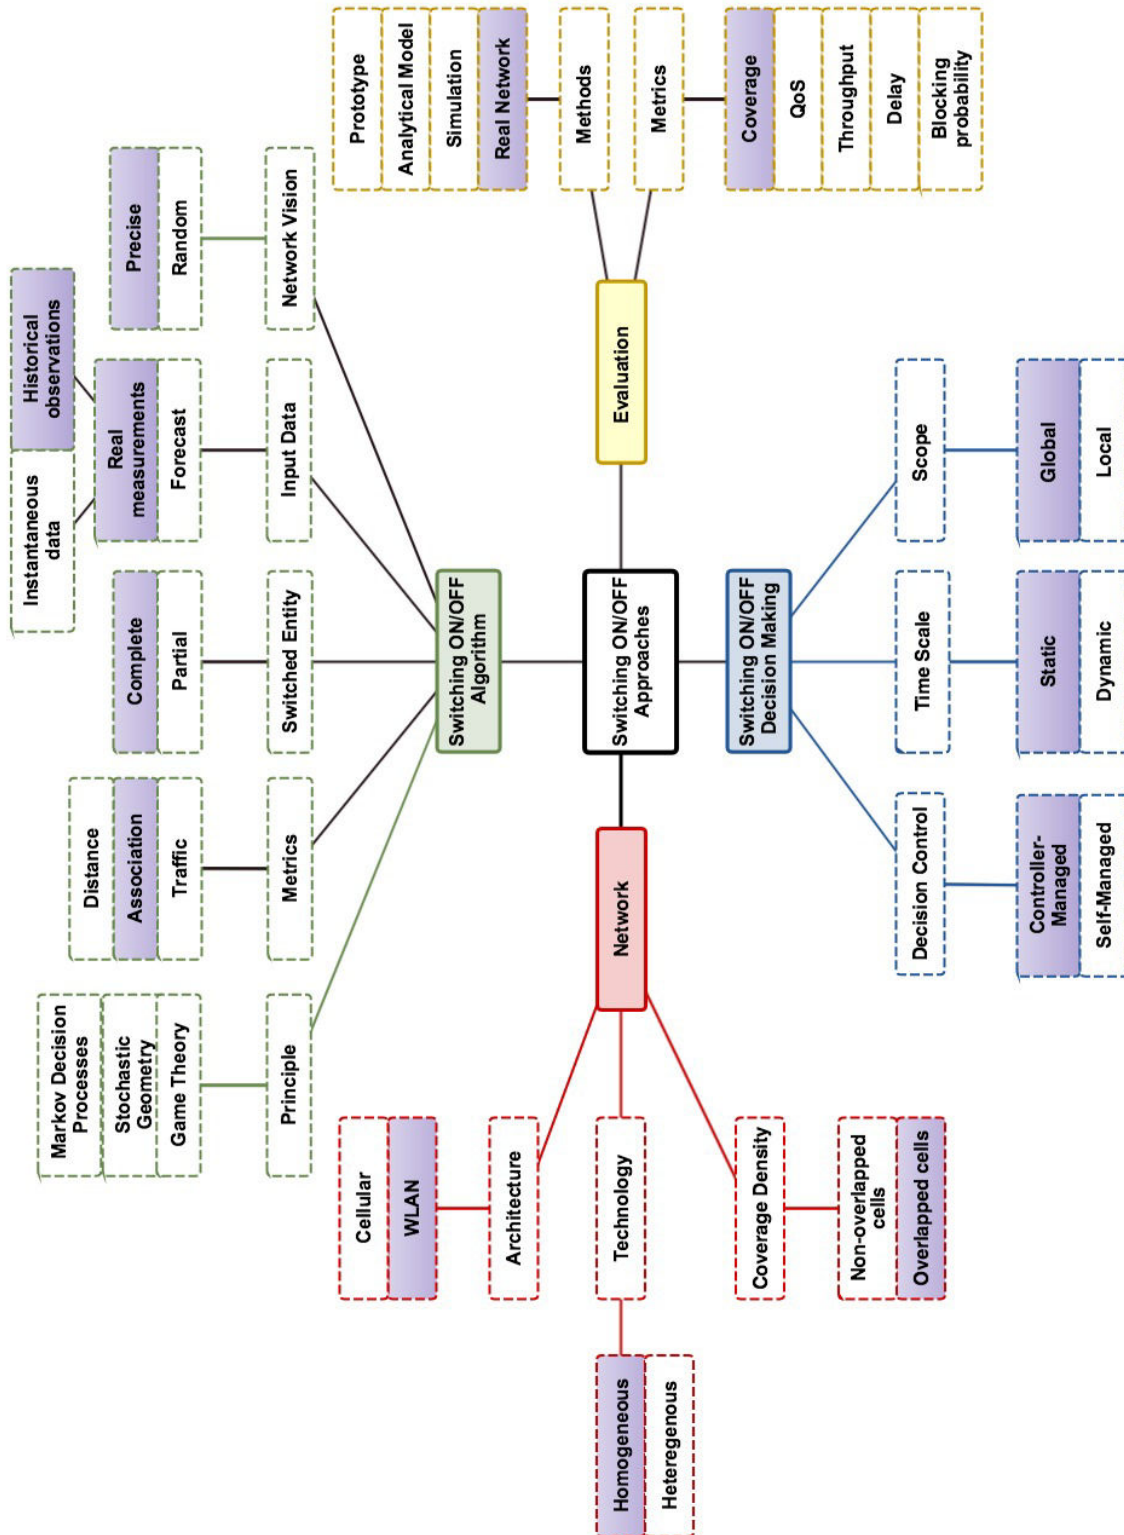 Instantaneous
data
Historical
observations
Markov Decision
Processes
Stochastic
Geometry
Game Theory
Distance
Association
Traffic
Complete
Partial
Real
measurements
Forecast
Precise
Random
Principle
Metrics
Switched Entity
Input Data
Network Vision
Cellular
WLAN
Architecture
Switching ON/OFF
Algorithm
Prototype
Analytical Model
Simulation
Real Network
Methods
Homogeneous
Heteregenous
Technology
Network
Switching ON/OFF
Approaches
Evaluation
Metrics
Coverage
QoS
Throughput
Delay
Blocking
probability
Coverage Density
Non-overlapped
cells
Overlapped cells
Switching ON/OFF
Decision Making
Decision Control
Time Scale
Scope
Controller-
Managed
Self-Managed
Static
Dynamic
Global
Local